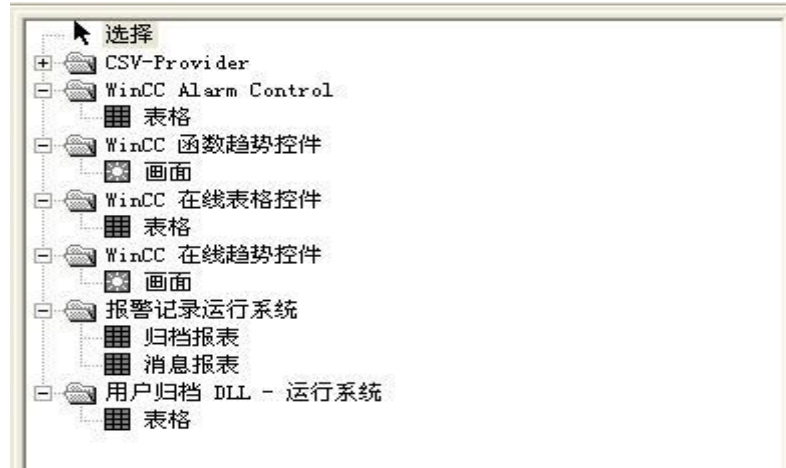 选择
CSV-Provider
WinCC Alarm Control
表格
WinCC 函数趋势控件
画面
WinCC 在线表格控件
表格
WinCC 在线趋势控件
画面
报警记录运行系统
归档报表
消息报表
用户归档 DLL - 运行系统
表格